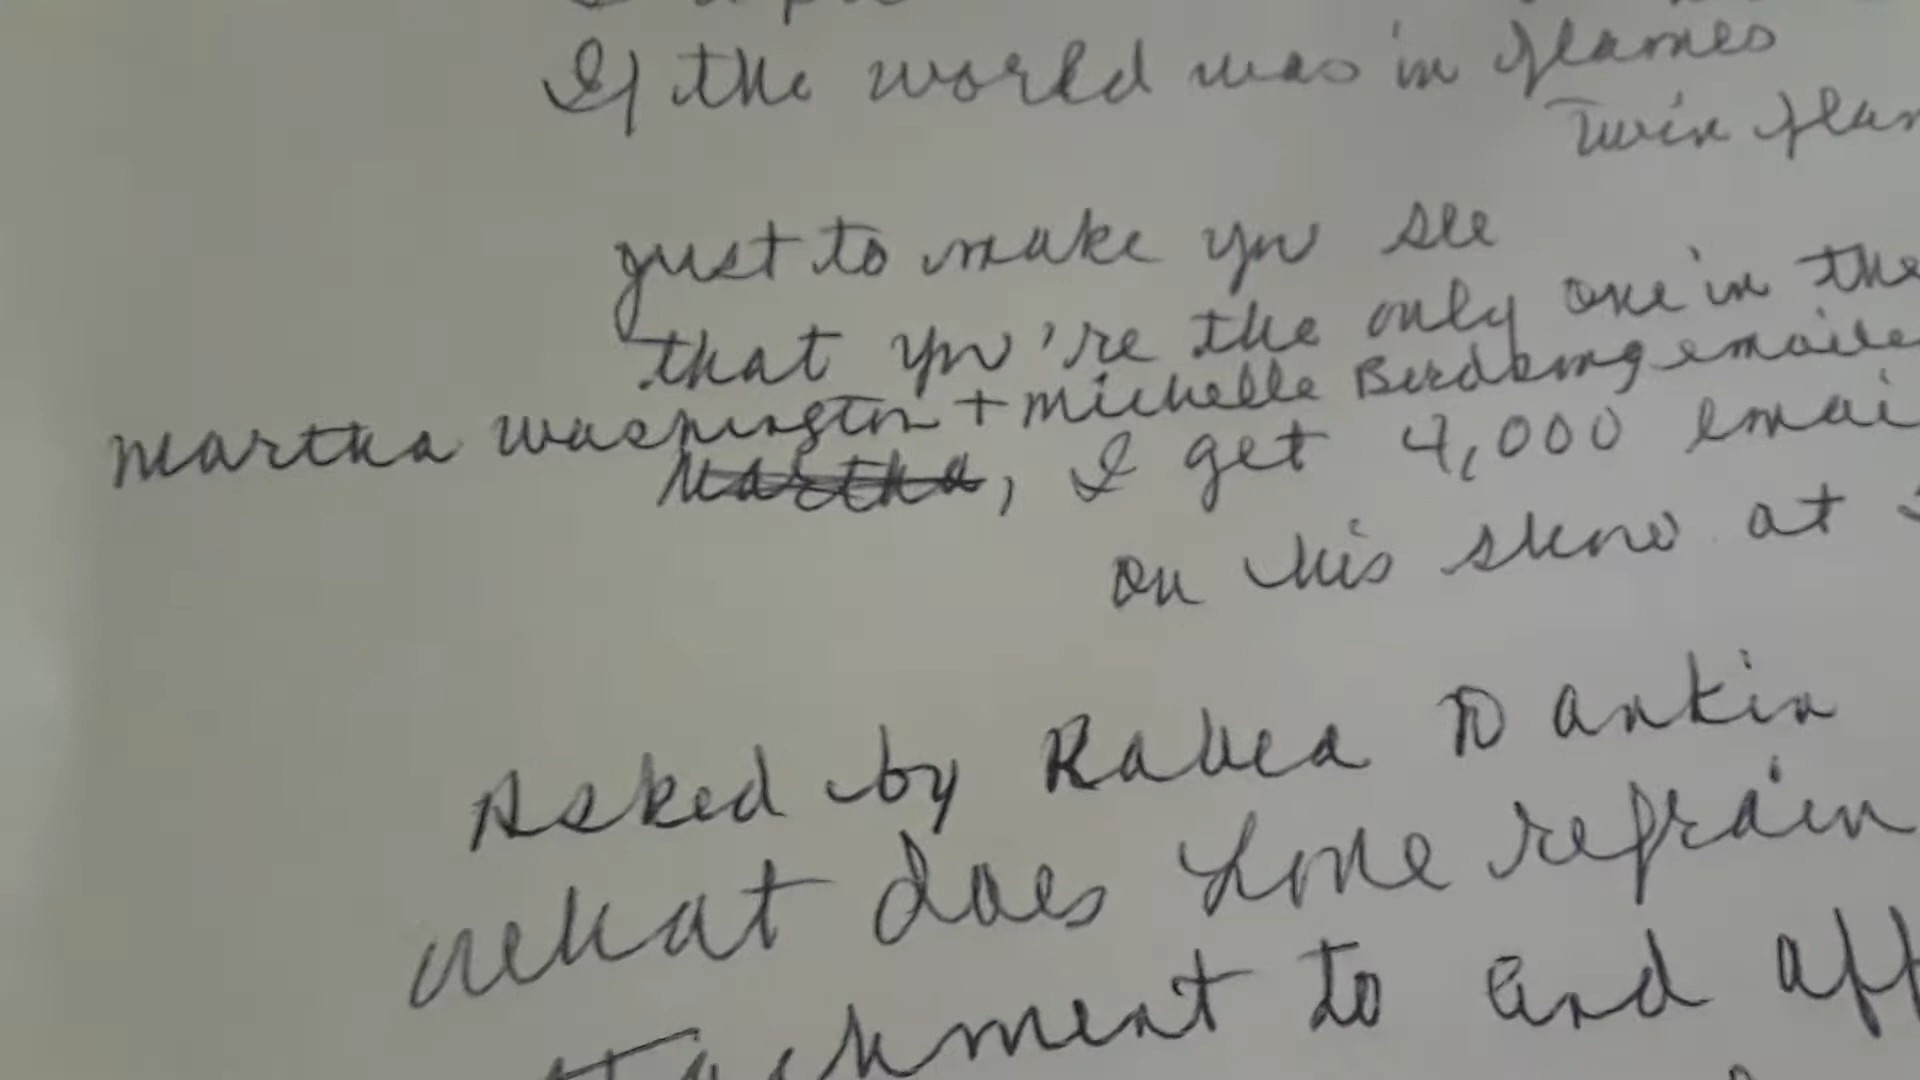 If the world was in flames
Twin flam
just to make you see
that you're the only one in the
Martha Washington + Michelle emails
Martha, I get 4,000 emai
on his show at
Asked by Rabea Dankin
What does Love refrain
to and aff